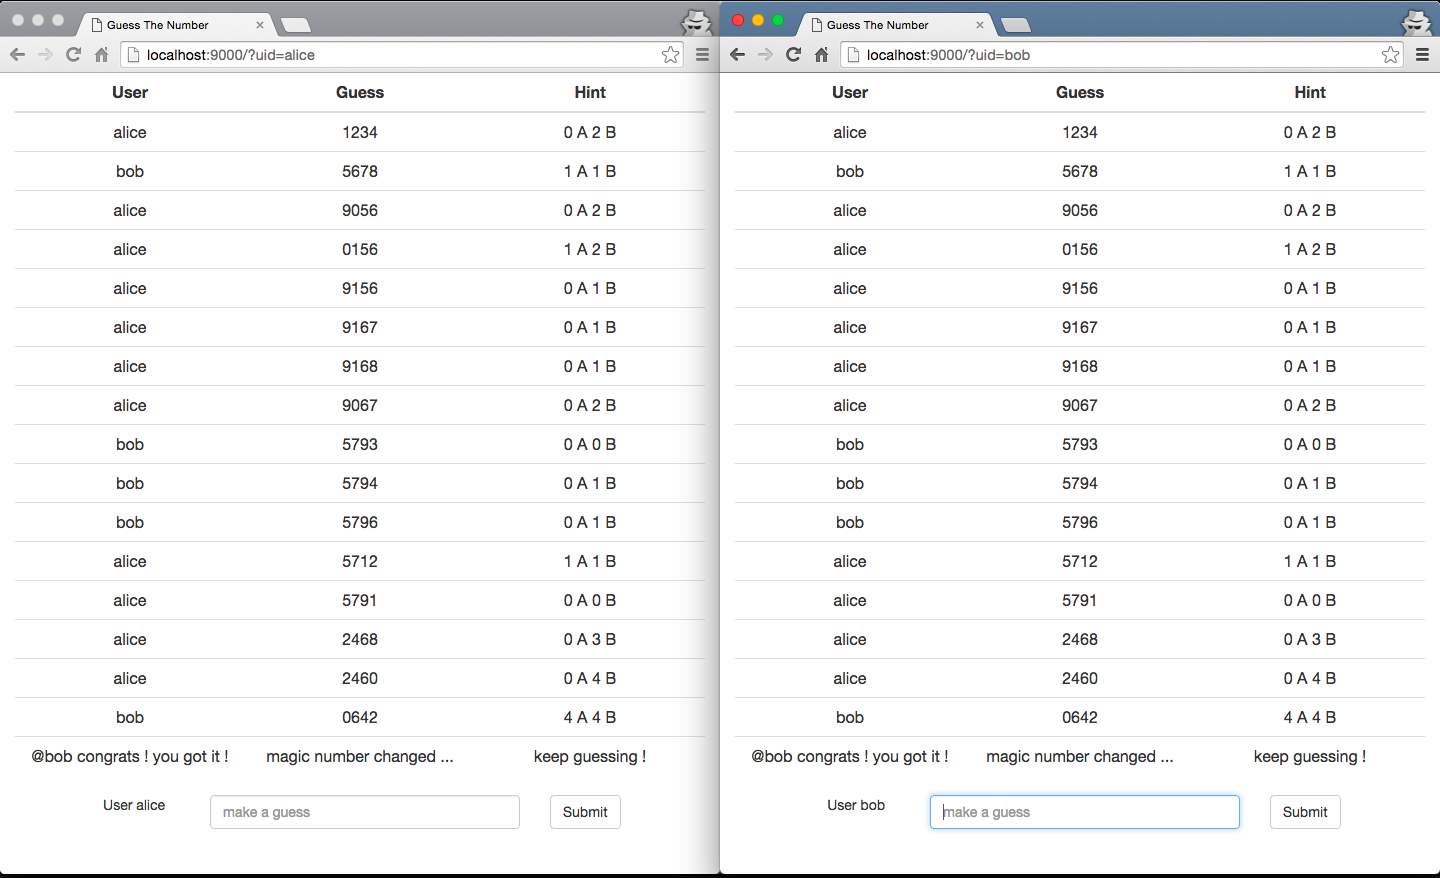 Guess The Number
localhost:9000/?uid=alice
User Guess Hint
alice 1234 0 A 2 B
bob 5678 1 A 1 B
alice 9056 0 A 2 B
alice 0156 1 A 2 B
alice 9156 0 A 1 B
alice 9167 0 A 1 B
alice 9168 0 A 1 B
alice 9067 0 A 2 B
bob 5793 0 A 0 B
bob 5794 0 A 1 B
bob 5796 0 A 1 B
alice 5712 1 A 1 B
alice 5791 0 A 0 B
alice 2468 0 A 3 B
alice 2460 0 A 4 B
bob 0642 4 A 4 B
@bob congrats ! you got it ! magic number changed ... keep guessing !
User alice make a guess Submit
Guess The Number
localhost:9000/?uid=bob
User Guess Hint
alice 1234 0 A 2 B
bob 5678 1 A 1 B
alice 9056 0 A 2 B
alice 0156 1 A 2 B
alice 9156 0 A 1 B
alice 9167 0 A 1 B
alice 9168 0 A 1 B
alice 9067 0 A 2 B
bob 5793 0 A 0 B
bob 5794 0 A 1 B
bob 5796 0 A 1 B
alice 5712 1 A 1 B
alice 5791 0 A 0 B
alice 2468 0 A 3 B
alice 2460 0 A 4 B
bob 0642 4 A 4 B
@bob congrats ! you got it ! magic number changed ... keep guessing !
User bob make a guess Submit